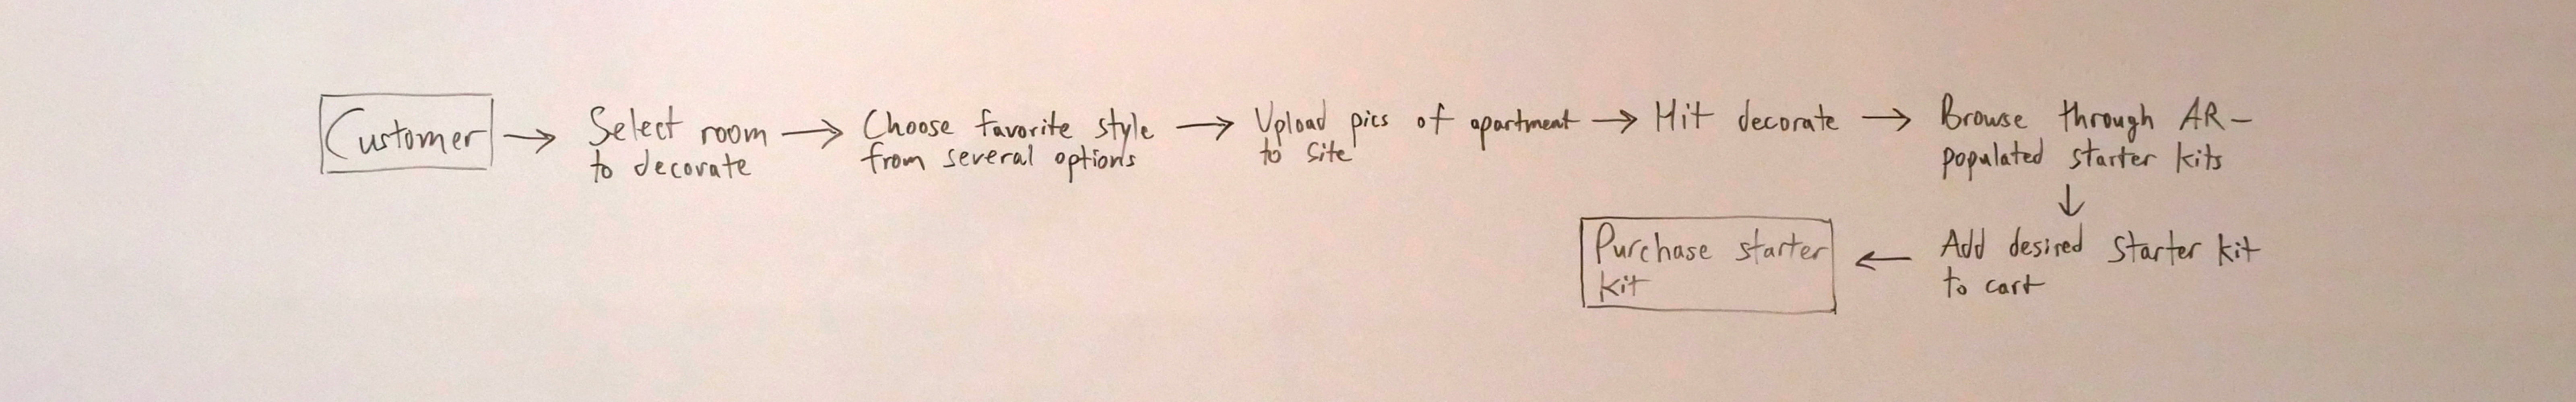 Customer
Select room
to decorate
Choose favorite style
from several options
Upload pics of apartment
to site
Hit decorate
Browse through AR-
populated starter kits
Add desired starter kit
to cart
Purchase starter
kit